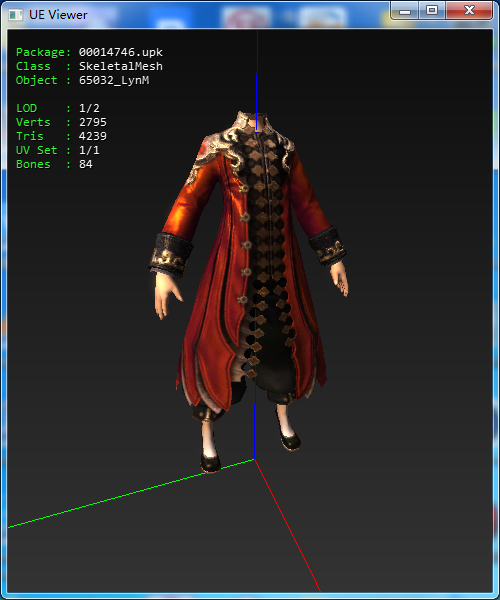 UE Viewer
Package: 00014746.upk
Class : SkeletalMesh
Object : 65032_LynM
LOD : 1/2
Verts : 2795
Tris : 4239
UV Set : 1/1
Bones : 84